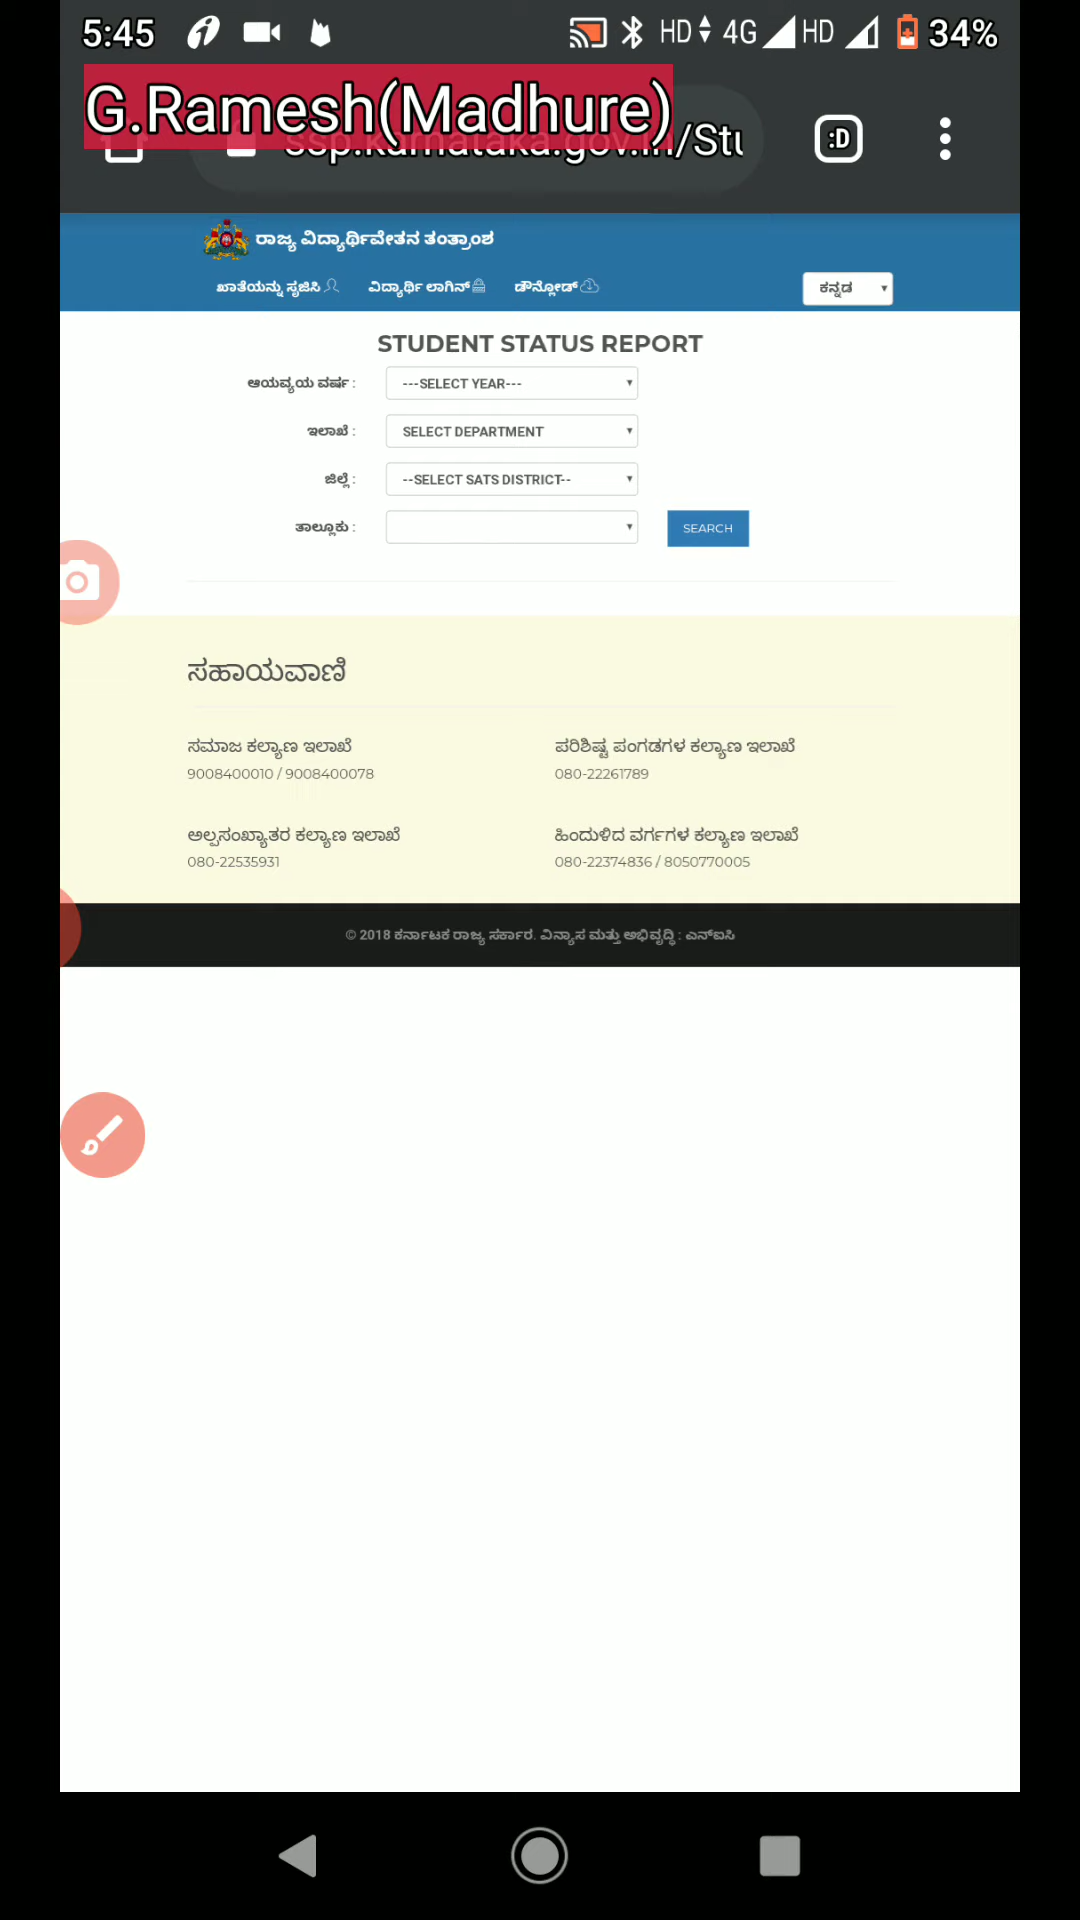 5:45 HD 4G HD 34%
G.Ramesh(Madhure)
ssp.karnataka.gov.in/Stu
:D
ರಾಜ್ಯ ವಿದ್ಯಾರ್ಥಿವೇತನ ತಂತ್ರಾಂಶ
ಖಾತೆಯನ್ನು ಸೃಜಿಸಿ ವಿದ್ಯಾರ್ಥಿ ಲಾಗಿನ್ ಡೌನ್ಲೋಡ್ ಕನ್ನಡ
STUDENT STATUS REPORT
ಆಯವ್ಯಯ ವರ್ಷ : ---SELECT YEAR---
ಇಲಾಖೆ : SELECT DEPARTMENT
ಜಿಲ್ಲೆ : --SELECT SATS DISTRICT--
ತಾಲ್ಲೂಕು : SEARCH
ಸಹಾಯವಾಣಿ
ಸಮಾಜ ಕಲ್ಯಾಣ ಇಲಾಖೆ
9008400010 / 9008400078
ಪರಿಶಿಷ್ಟ ಪಂಗಡಗಳ ಕಲ್ಯಾಣ ಇಲಾಖೆ
080-22261789
ಅಲ್ಪಸಂಖ್ಯಾತರ ಕಲ್ಯಾಣ ಇಲಾಖೆ
080-22535931
ಹಿಂದುಳಿದ ವರ್ಗಗಳ ಕಲ್ಯಾಣ ಇಲಾಖೆ
080-22374836 / 8050770005
© 2018 ಕರ್ನಾಟಕ ರಾಜ್ಯ ಸರ್ಕಾರ. ವಿನ್ಯಾಸ ಮತ್ತು ಅಭಿವೃದ್ಧಿ : ಎನ್ಐಸಿ